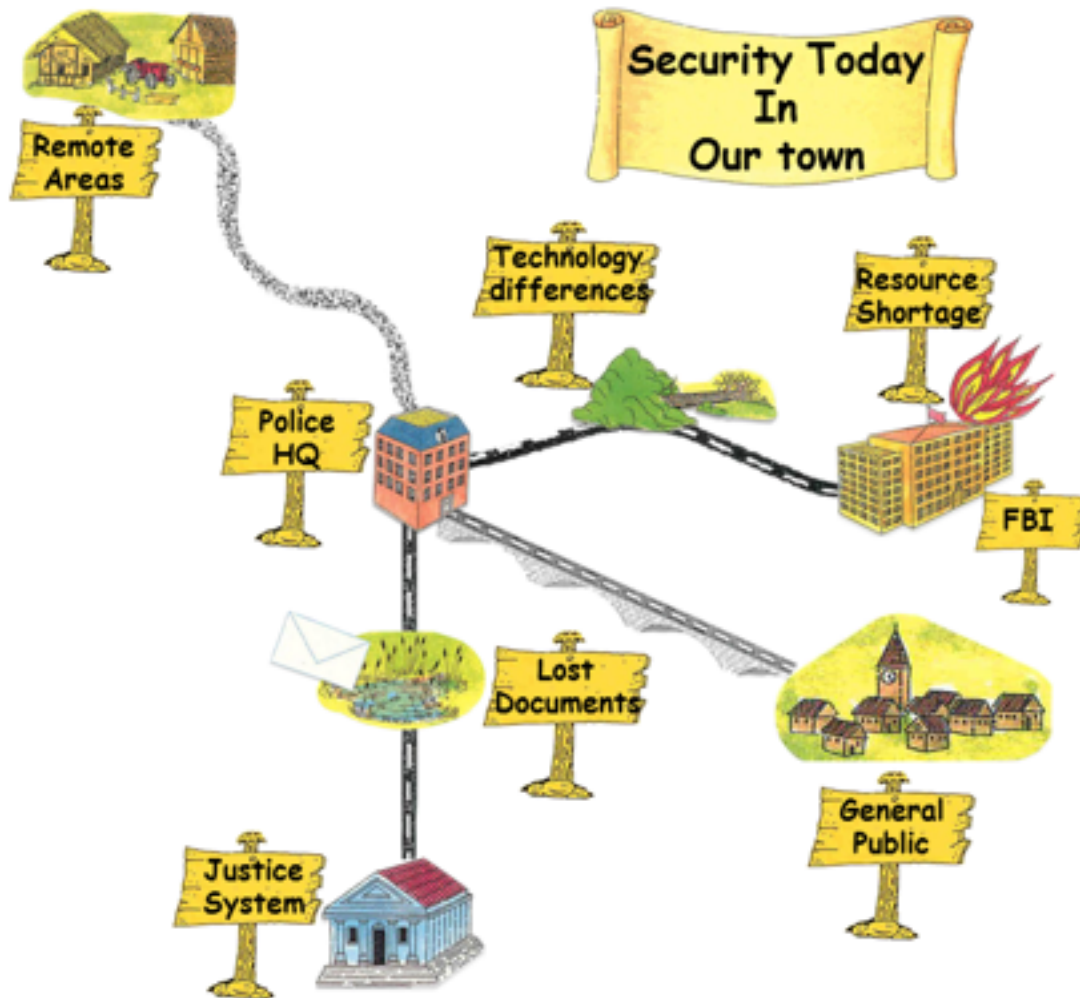 Security Today
In
Our town
Remote
Areas
Technology
differences
Resource
Shortage
Police
HQ
FBI
Lost
Documents
General
Public
Justice
System